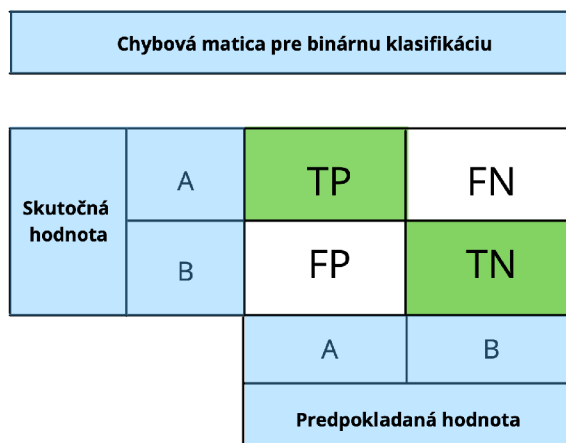 Chybová matica pre binárnu klasifikáciu
Skutočná
hodnota
A
TP
FN
B
FP
TN
A
B
Predpokladaná hodnota